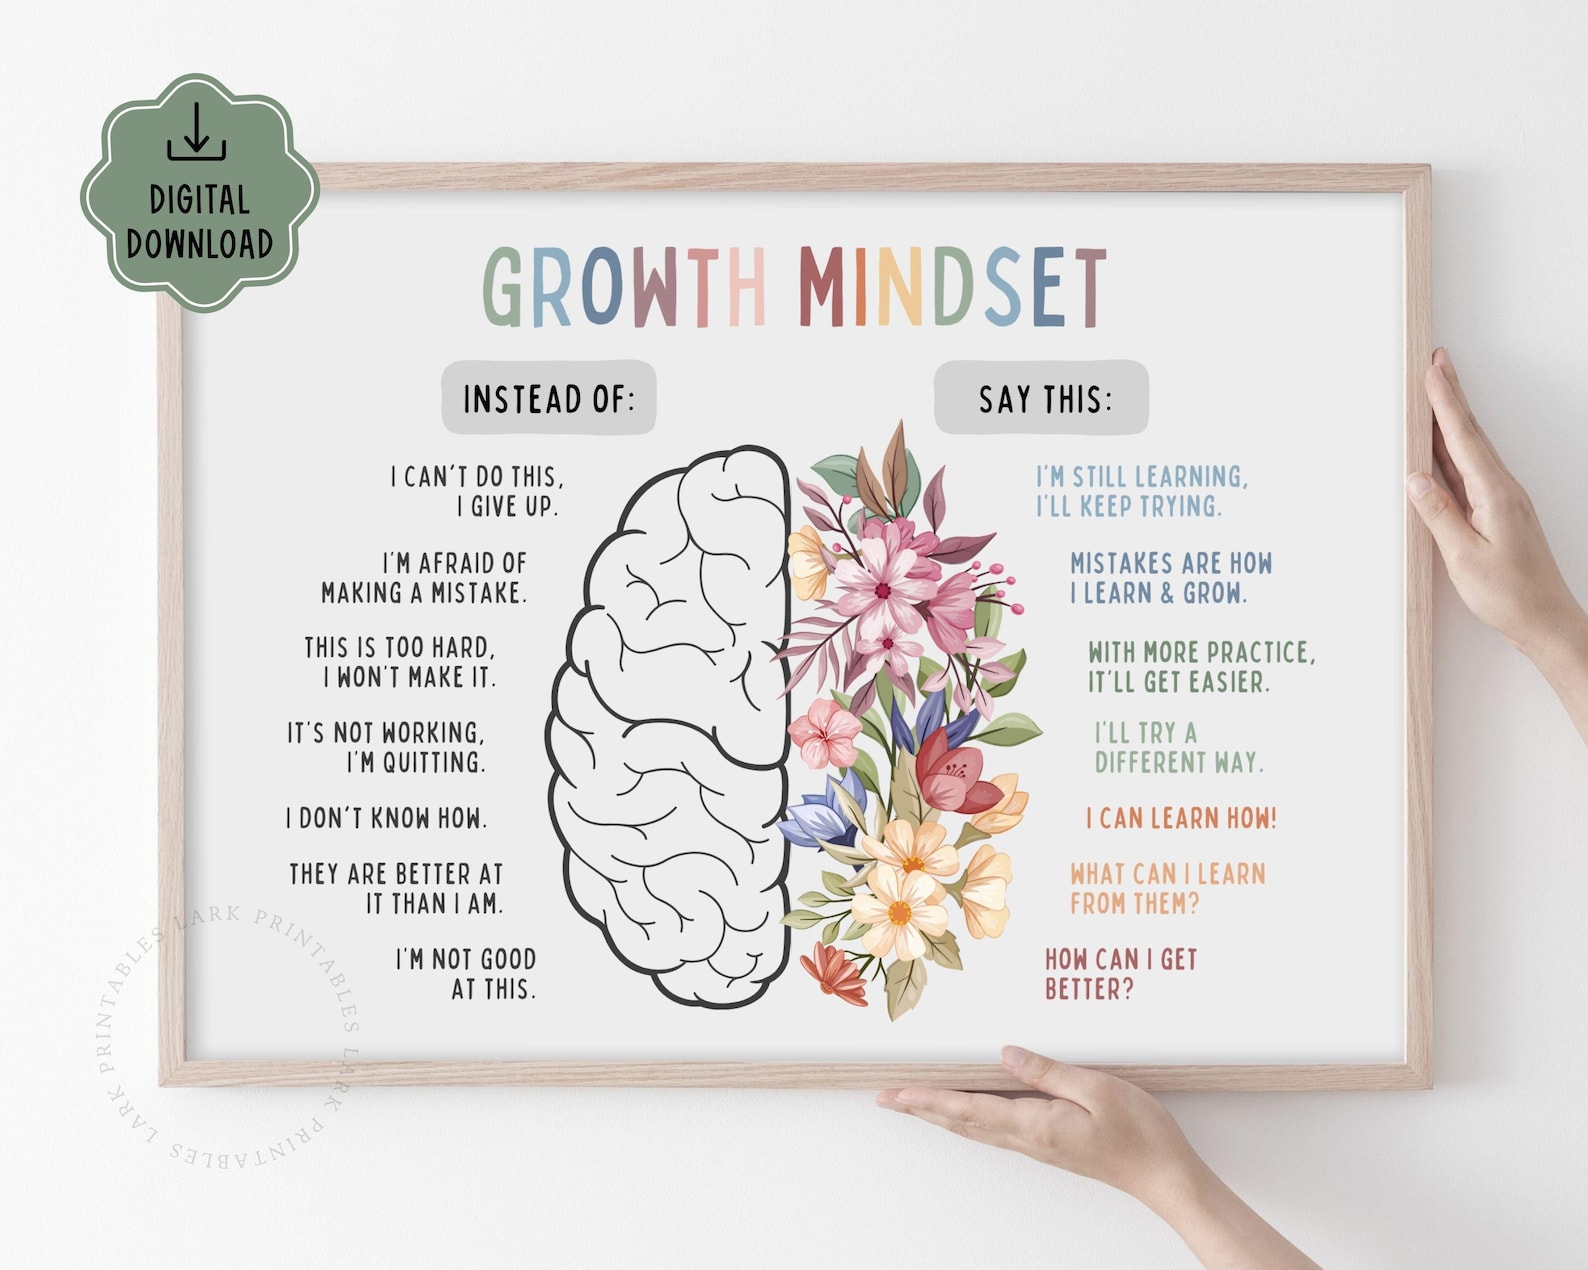 DIGITAL
DOWNLOAD
GROWTH MINDSET
INSTEAD OF:
I CAN'T DO THIS,
I GIVE UP.
I'M AFRAID OF
MAKING A MISTAKE.
THIS IS TOO HARD,
I WON'T MAKE IT.
IT'S NOT WORKING,
I'M QUITTING.
I DON'T KNOW HOW.
THEY ARE BETTER AT
IT THAN I AM.
I'M NOT GOOD
AT THIS.
SAY THIS:
I'M STILL LEARNING,
I'LL KEEP TRYING.
MISTAKES ARE HOW
I LEARN & GROW.
WITH MORE PRACTICE,
IT'LL GET EASIER.
I'LL TRY A
DIFFERENT WAY.
I CAN LEARN HOW!
WHAT CAN I LEARN
FROM THEM?
HOW CAN I GET
BETTER?
LARK PRINTABLES LARK PRINTABLES LARK PRINTABLES